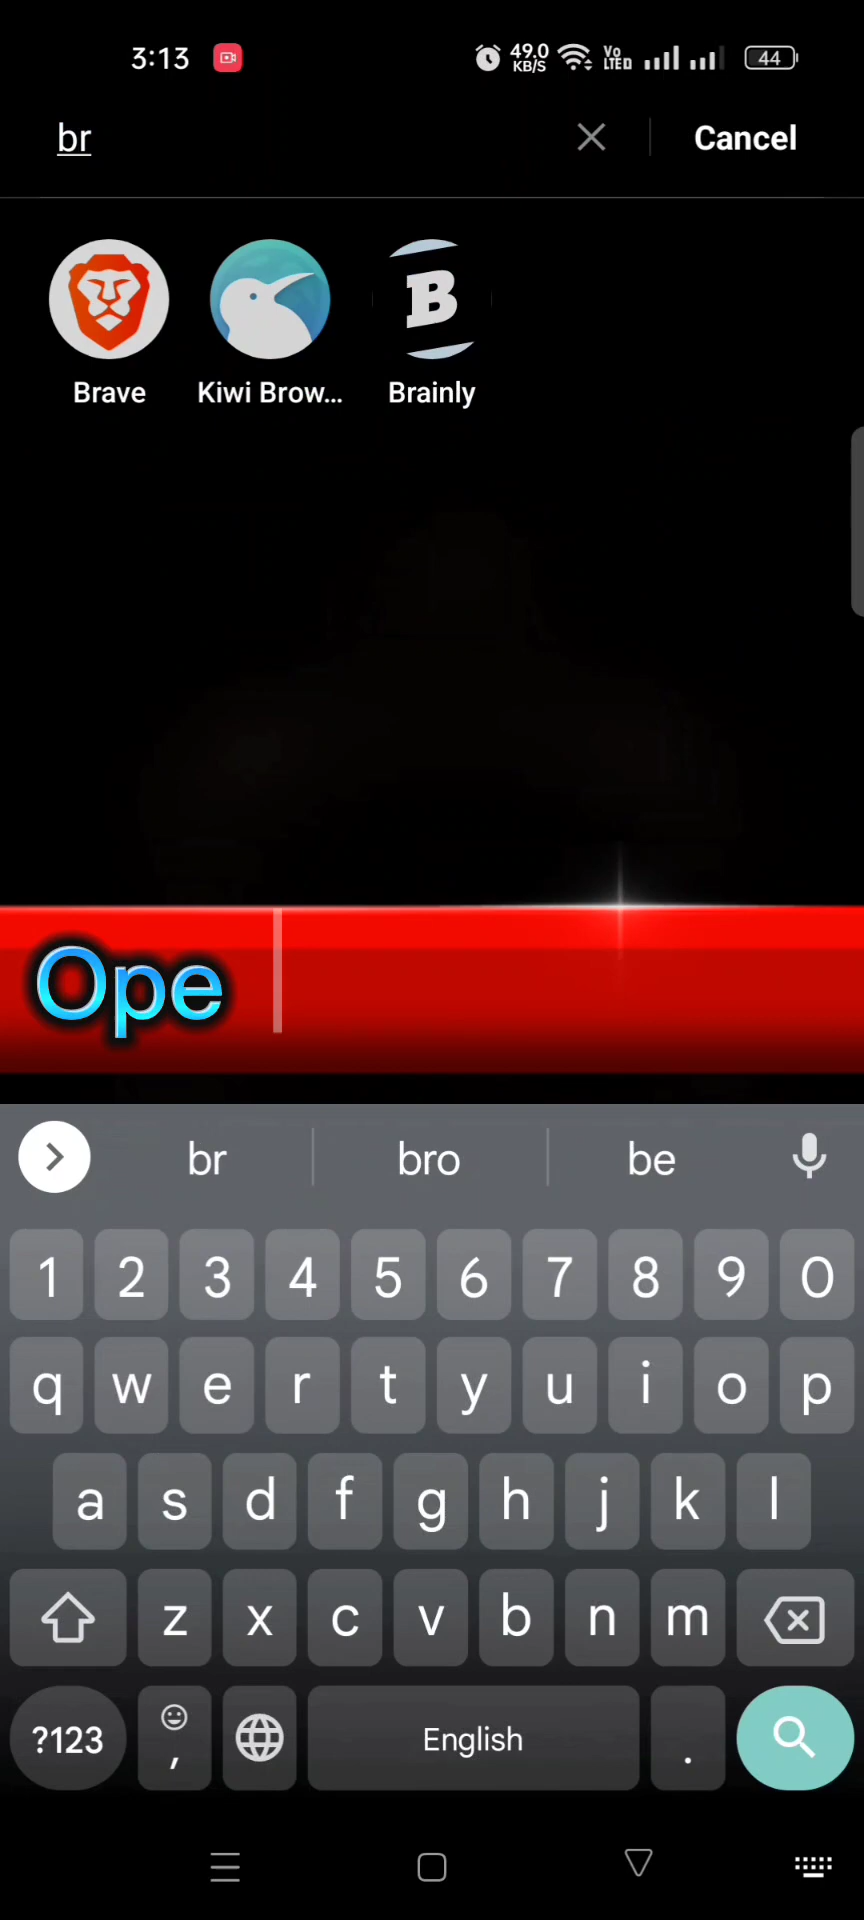 3:13 49.0 KB/S Vo LTE 44
br Cancel
Brave Kiwi Brow... Brainly
Ope
br bro be
1 2 3 4 5 6 7 8 9 0
q w e r t y u i o p
a s d f g h j k l
z x c v b n m
?123 , English .